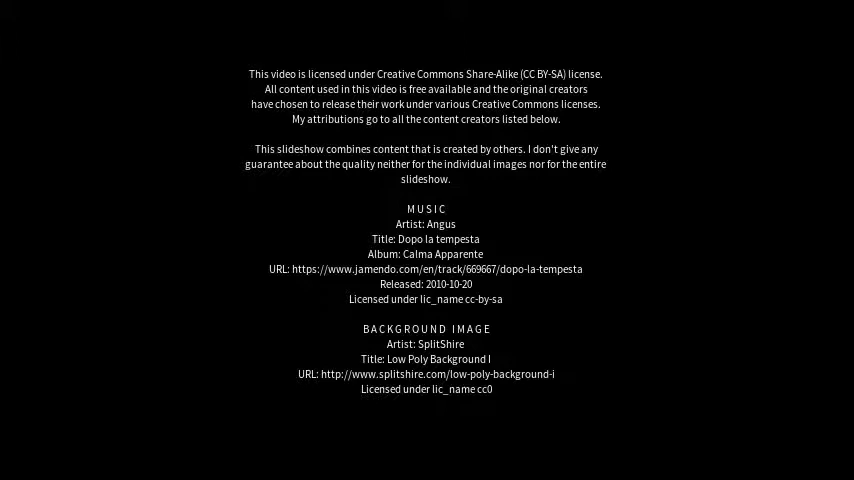 This video is licensed under Creative Commons Share-Alike (CC BY-SA) license.
All content used in this video is free available and the original creators
have chosen to release their work under various Creative Commons licenses.
My attributions go to all the content creators listed below.
This slideshow combines content that is created by others. I don't give any
guarantee about the quality neither for the individual images nor for the entire
slideshow.
MUSIC
Artist: Angus
Title: Dopo la tempesta
Album: Calma Apparente
URL: https://www.jamendo.com/en/track/669667/dopo-la-tempesta
Released: 2010-10-20
Licensed under lic_name cc-by-sa
BACKGROUND IMAGE
Artist: SplitShire
Title: Low Poly Background I
URL: http://www.splitshire.com/low-poly-background-i
Licensed under lic_name cc0